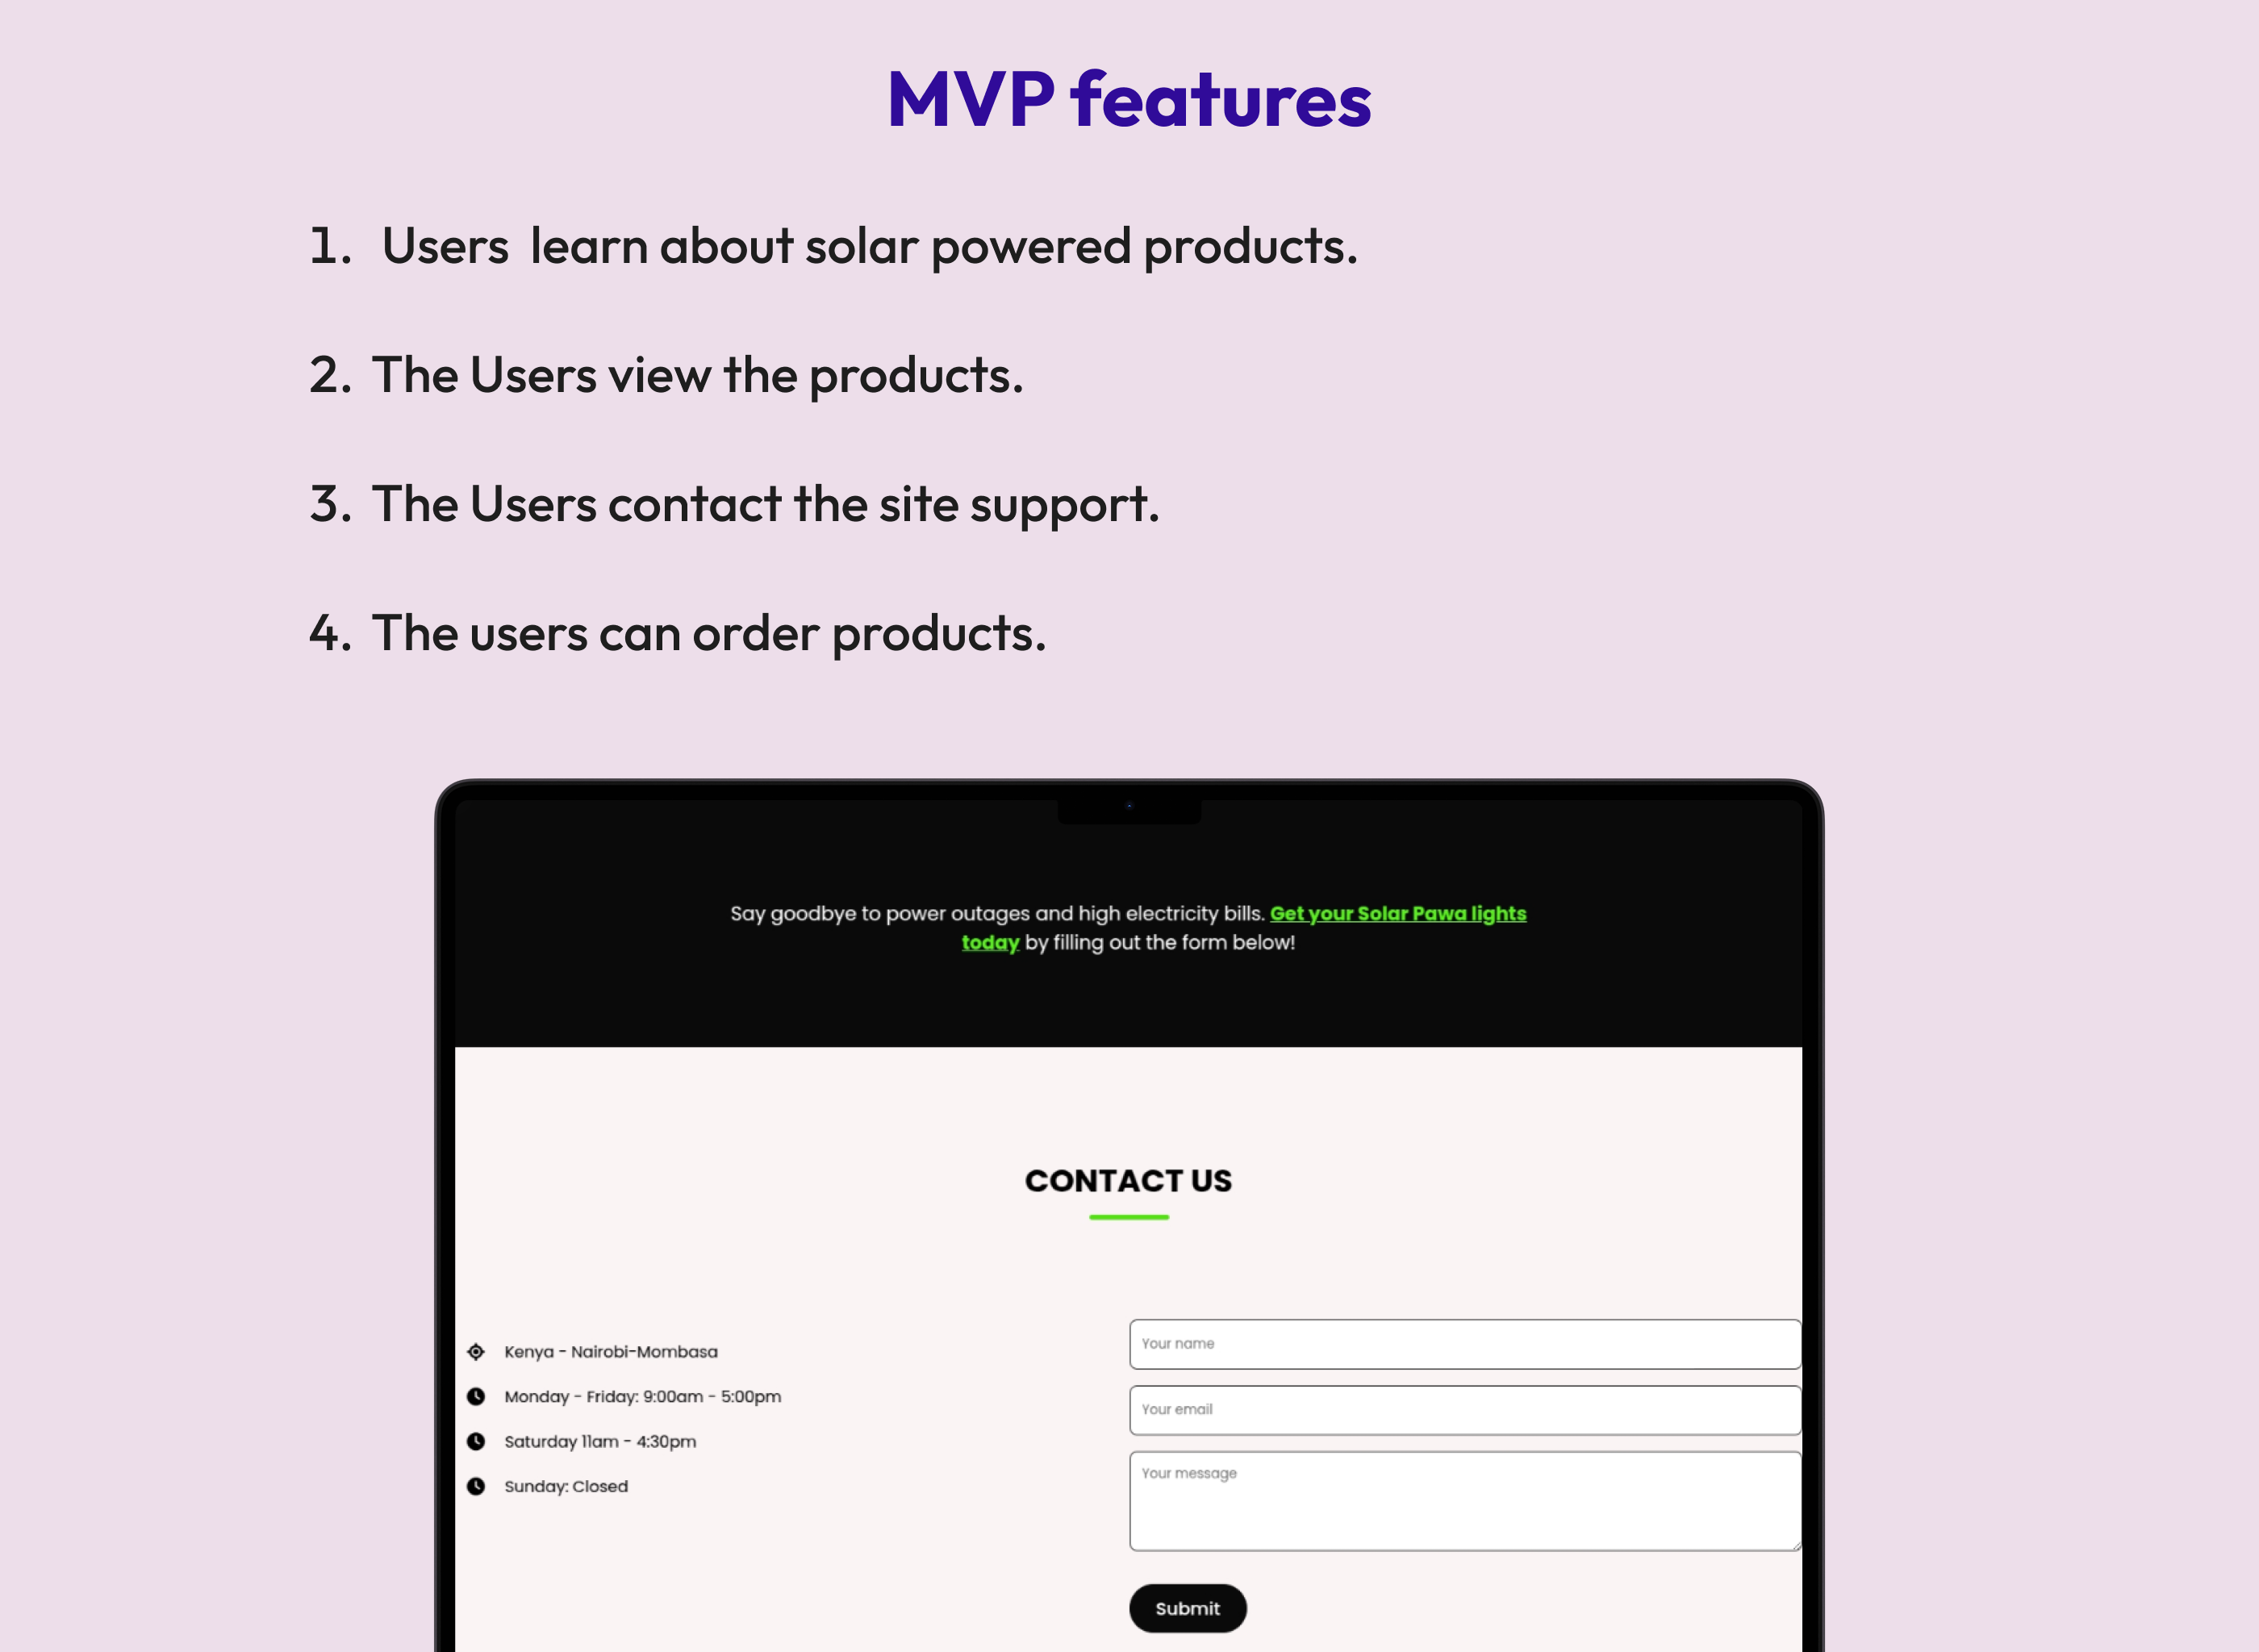 MVP features
1. Users learn about solar powered products.
2. The Users view the products.
3. The Users contact the site support.
4. The users can order products.
Say goodbye to power outages and high electricity bills. Get your Solar Pawa lights
today by filling out the form below!
CONTACT US
Kenya - Nairobi-Mombasa
Monday - Friday: 9:00am - 5:00pm
Saturday 11am - 4:30pm
Sunday: Closed
Your name
Your email
Your message
Submit